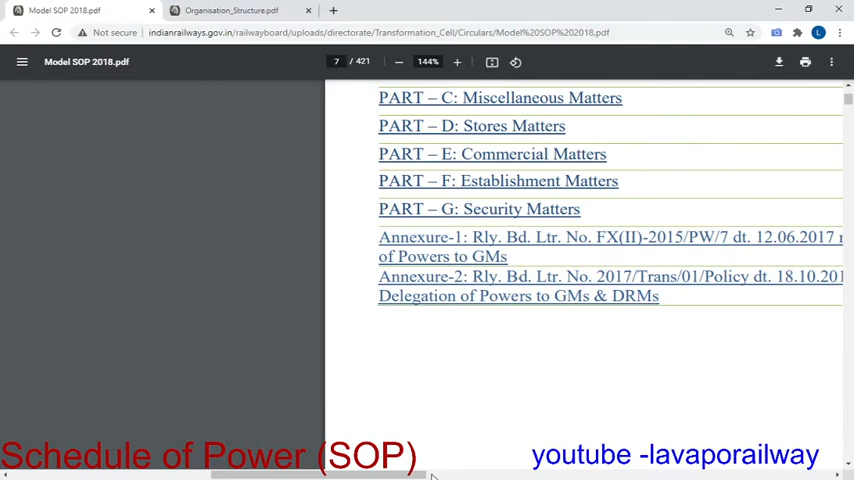 Model SOP 2018.pdf
Organisation_Structure.pdf
Not secure
indianrailways.gov.in/railwayboard/uploads/directorate/Transformation_Cell/Circulars/Model%20SOP%202018.pdf
L
Model SOP 2018.pdf
7 / 421
144%
PART – C: Miscellaneous Matters
PART – D: Stores Matters
PART – E: Commercial Matters
PART – F: Establishment Matters
PART – G: Security Matters
Annexure-1: Rly. Bd. Ltr. No. FX(II)-2015/PW/7 dt. 12.06.2017
of Powers to GMs
Annexure-2: Rly. Bd. Ltr. No. 2017/Trans/01/Policy dt. 18.10.201
Delegation of Powers to GMs & DRMs
Schedule of Power (SOP)
youtube -lavaporailway